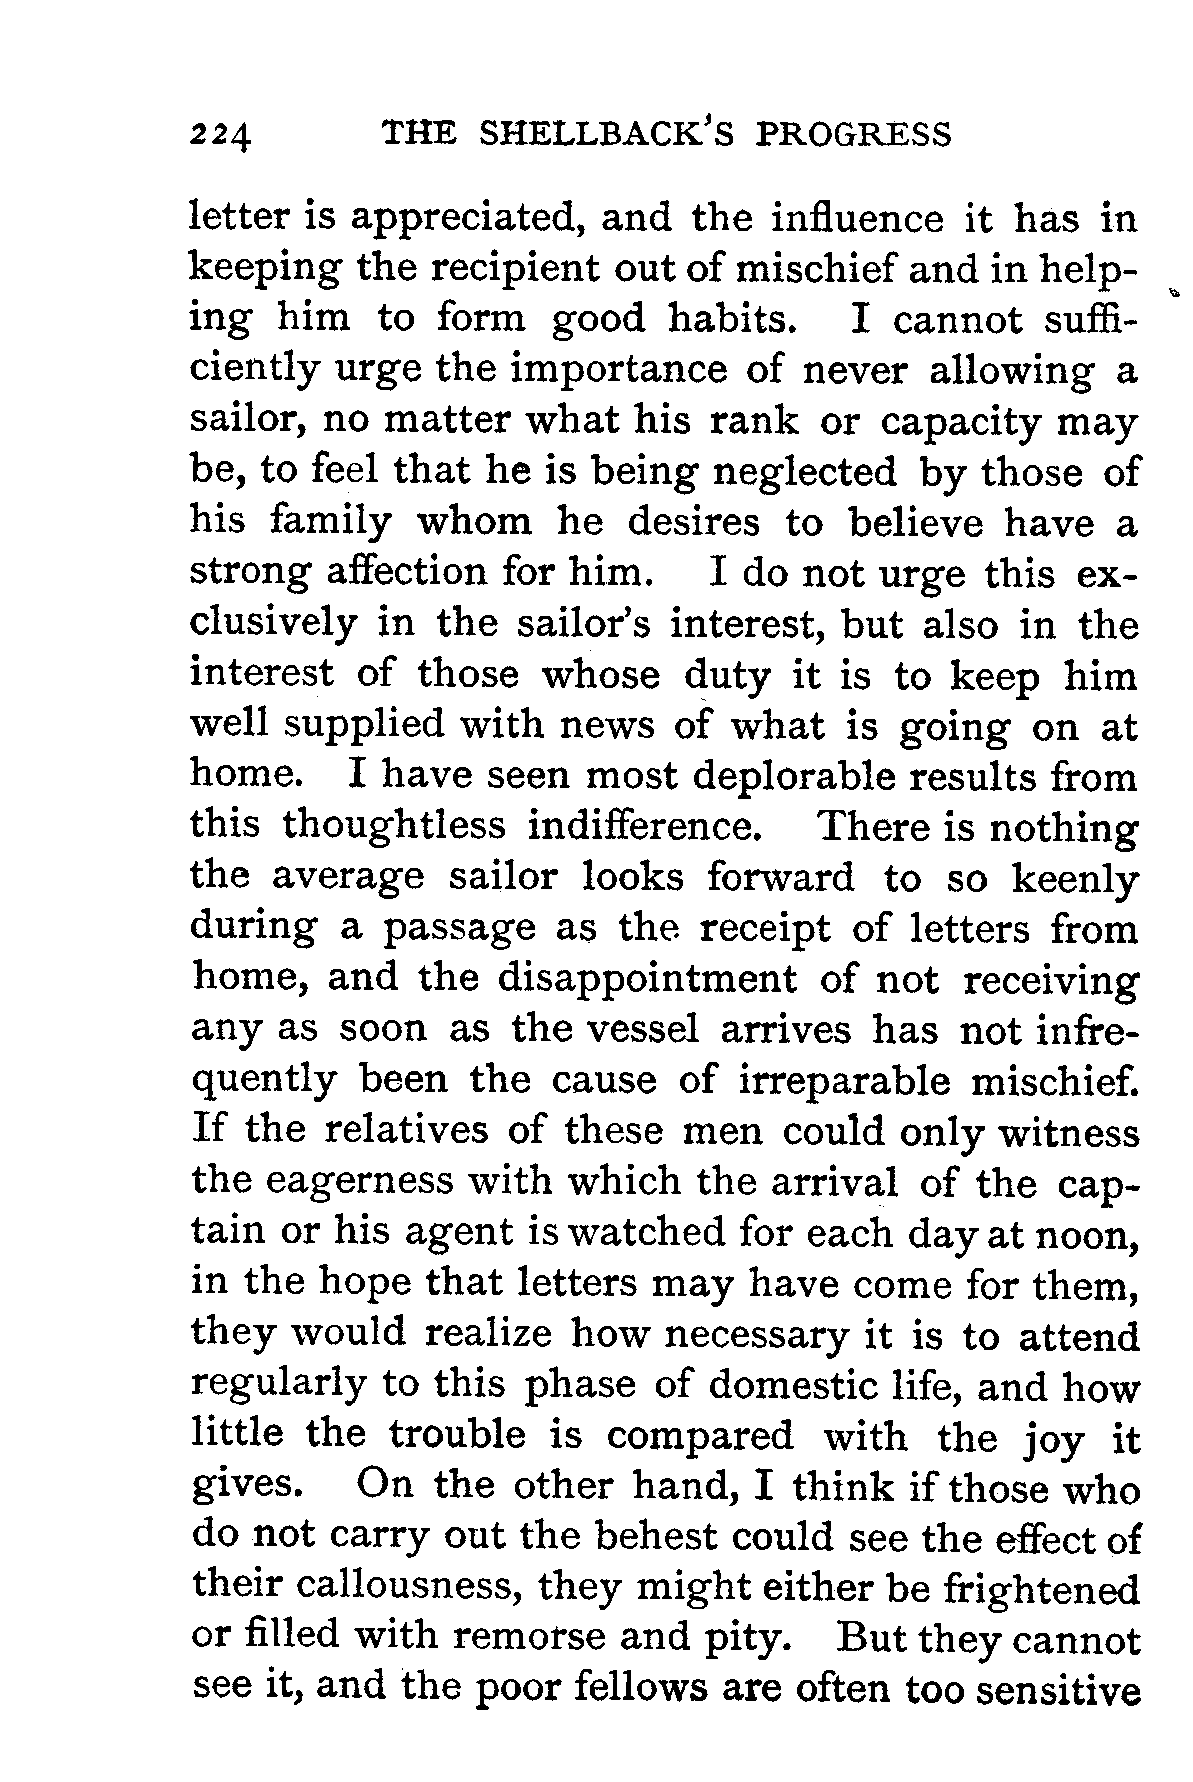 224 THE SHELLBACK'S PROGRESS
letter is appreciated, and the influence it has in
keeping the recipient out of mischief and in help-
ing him to form good habits. I cannot suffi-
ciently urge the importance of never allowing a
sailor, no matter what his rank or capacity may
be, to feel that he is being neglected by those of
his family whom he desires to believe have a
strong affection for him. I do not urge this ex-
clusively in the sailor's interest, but also in the
interest of those whose duty it is to keep him
well supplied with news of what is going on at
home. I have seen most deplorable results from
this thoughtless indifference. There is nothing
the average sailor looks forward to so keenly
during a passage as the receipt of letters from
home, and the disappointment of not receiving
any as soon as the vessel arrives has not infre-
quently been the cause of irreparable mischief.
If the relatives of these men could only witness
the eagerness with which the arrival of the cap-
tain or his agent is watched for each day at noon,
in the hope that letters may have come for them,
they would realize how necessary it is to attend
regularly to this phase of domestic life, and how
little the trouble is compared with the joy it
gives. On the other hand, I think if those who
do not carry out the behest could see the effect of
their callousness, they might either be frightened
or filled with remorse and pity. But they cannot
see it, and the poor fellows are often too sensitive